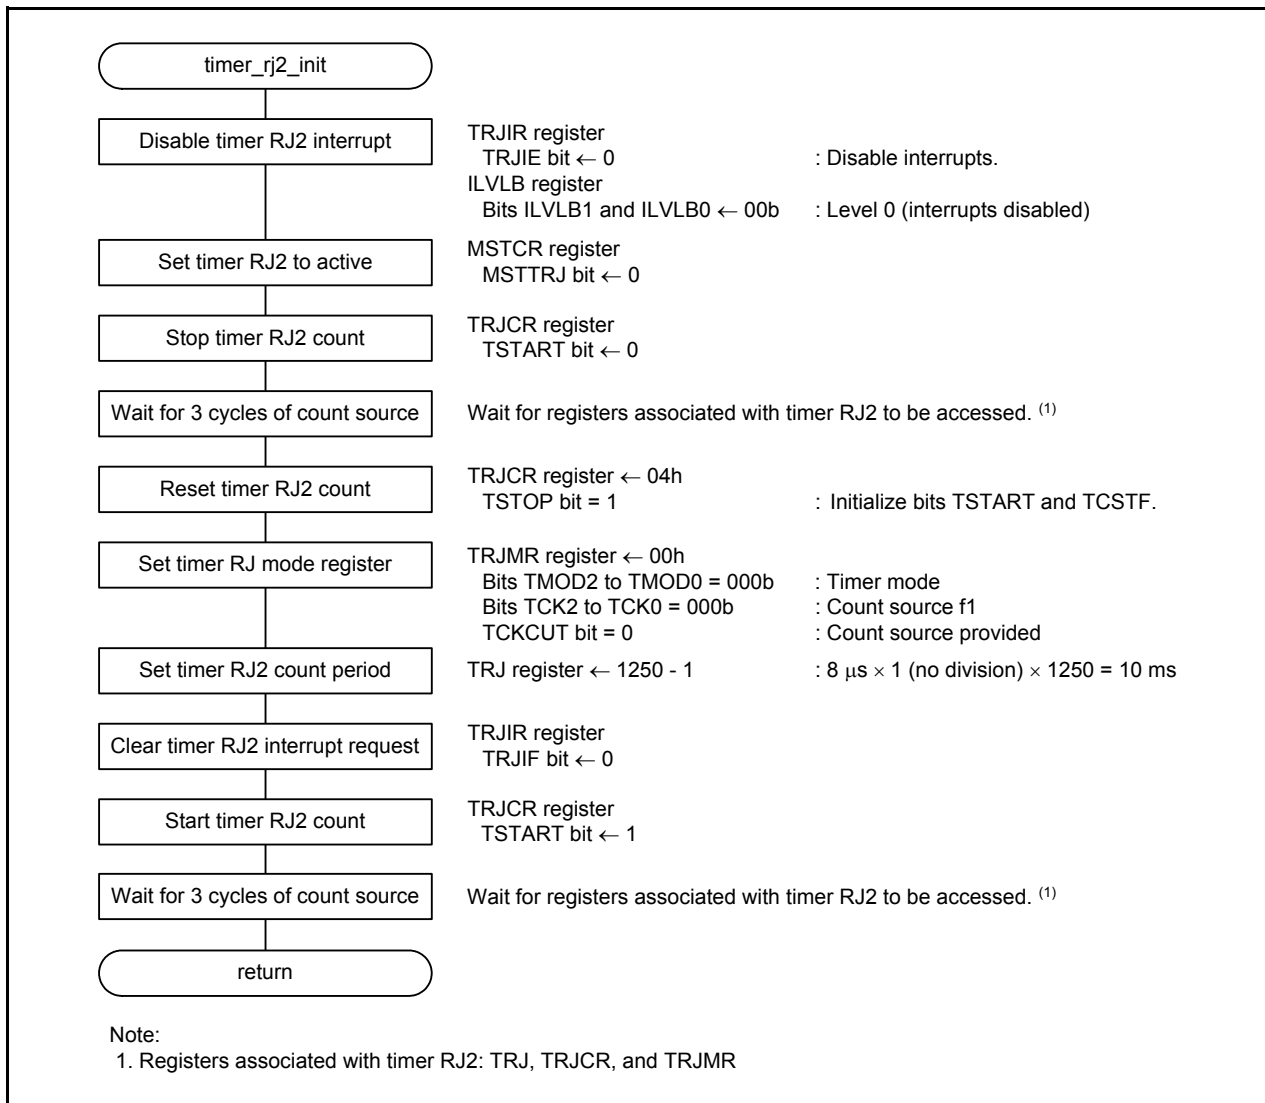 timer_rj2_init
Disable timer RJ2 interrupt
TRJIR register
TRJIE bit ← 0 : Disable interrupts.
ILVLB register
Bits ILVLB1 and ILVLB0 ← 00b : Level 0 (interrupts disabled)
Set timer RJ2 to active
MSTCR register
MSTTRJ bit ← 0
Stop timer RJ2 count
TRJCR register
TSTART bit ← 0
Wait for 3 cycles of count source Wait for registers associated with timer RJ2 to be accessed. (1)
Reset timer RJ2 count
TRJCR register ← 04h
TSTOP bit = 1 : Initialize bits TSTART and TCSTF.
Set timer RJ mode register
TRJMR register ← 00h
Bits TMOD2 to TMOD0 = 000b : Timer mode
Bits TCK2 to TCK0 = 000b : Count source f1
TCKCUT bit = 0 : Count source provided
Set timer RJ2 count period TRJ register ← 1250 - 1 : 8 μs × 1 (no division) × 1250 = 10 ms
Clear timer RJ2 interrupt request
TRJIR register
TRJIF bit ← 0
Start timer RJ2 count
TRJCR register
TSTART bit ← 1
Wait for 3 cycles of count source Wait for registers associated with timer RJ2 to be accessed. (1)
return
Note:
1. Registers associated with timer RJ2: TRJ, TRJCR, and TRJMR